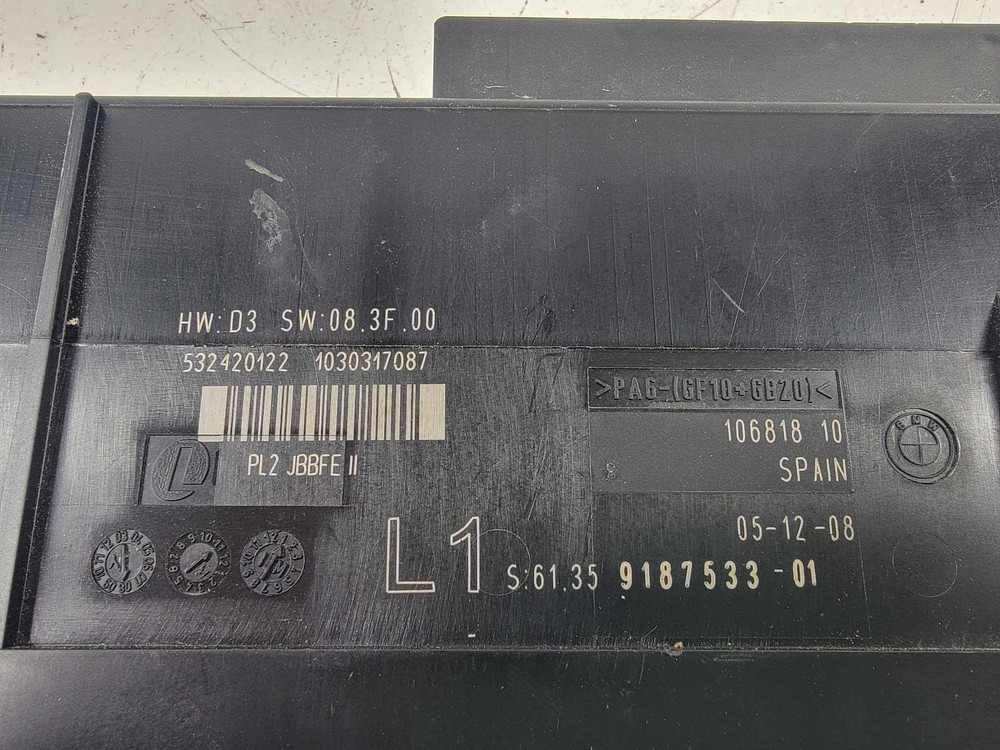 HW: D3 SW:08.3F.00
532420122 1030317087
PL2 JBBFE II
>PA6-(GF10+GB20)<
106818 10
SPAIN
BMW
05-12-08
L1 S:61.35 9187533-01